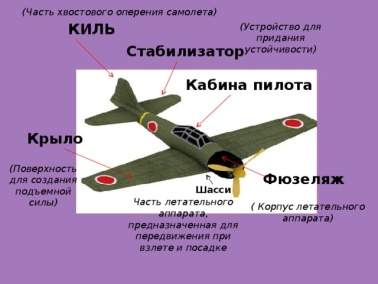 (Часть хвостового оперения самолета)
КИЛЬ
(Устройство для
придания
устойчивости)
Стабилизатор
Кабина пилота
Крыло
(Поверхность
для создания
подъемной
силы)
Шасси
Часть летательного
аппарата,
предназначенная для
передвижения при
взлете и посадке
Фюзеляж
( Корпус летательного
аппарата)